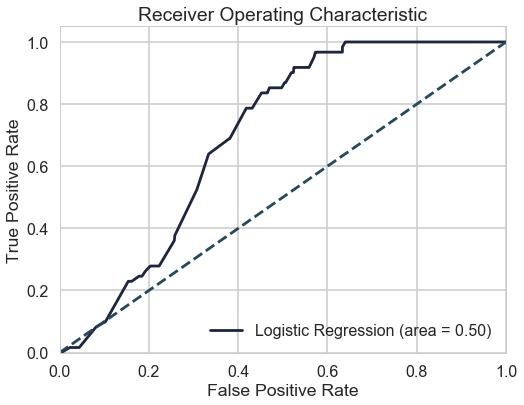 Receiver Operating Characteristic
1.0
0.8
0.6
0.4
0.2
0.0
True Positive Rate
Logistic Regression (area = 0.50)
0.0 0.2 0.4 0.6 0.8 1.0
False Positive Rate